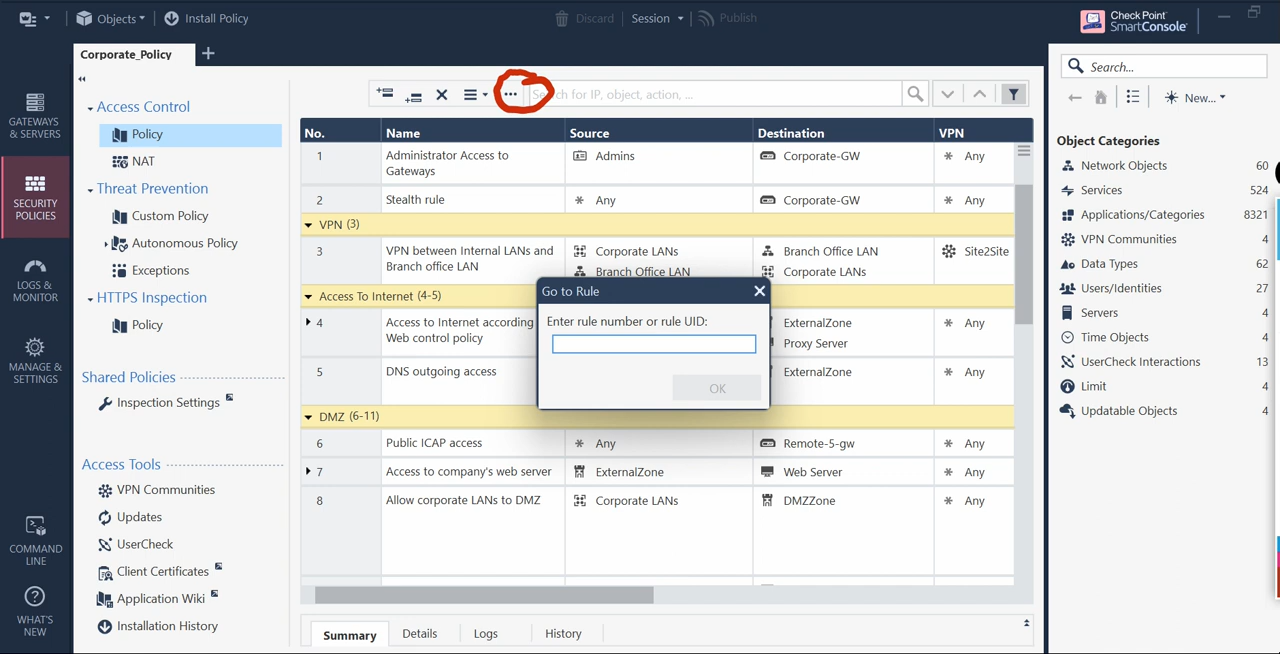 Objects
Install Policy
Discard
Session
Publish
Check Point™
SmartConsole®
Corporate_Policy
GATEWAYS
& SERVERS
SECURITY
POLICIES
LOGS &
MONITOR
MANAGE &
SETTINGS
COMMAND
LINE
WHAT'S
NEW
Access Control
Policy
NAT
Threat Prevention
Custom Policy
Autonomous Policy
Exceptions
HTTPS Inspection
Policy
Shared Policies
Inspection Settings
Access Tools
VPN Communities
Updates
UserCheck
Client Certificates
Application Wiki
Installation History
for IP, object, action, ...
No. Name Source Destination VPN
1 Administrator Access to Gateways Admins Corporate-GW * Any
2 Stealth rule * Any Corporate-GW * Any
VPN (3)
3 VPN between Internal LANs and Branch office LAN Corporate LANs Branch Office LAN Site2Site
Branch Office LAN Corporate LANs
Access To Internet (4-5)
4 Access to Internet according Web control policy ExternalZone * Any
Proxy Server
5 DNS outgoing access ExternalZone * Any
DMZ (6-11)
6 Public ICAP access * Any Remote-5-gw * Any
7 Access to company's web server ExternalZone Web Server * Any
8 Allow corporate LANs to DMZ Corporate LANs DMZZone * Any
Go to Rule
Enter rule number or rule UID:
OK
Summary Details Logs History
Search...
New...
Object Categories
Network Objects 60
Services 524
Applications/Categories 8321
VPN Communities 4
Data Types 62
Users/Identities 27
Servers 4
Time Objects 4
UserCheck Interactions 13
Limit 4
Updatable Objects 4